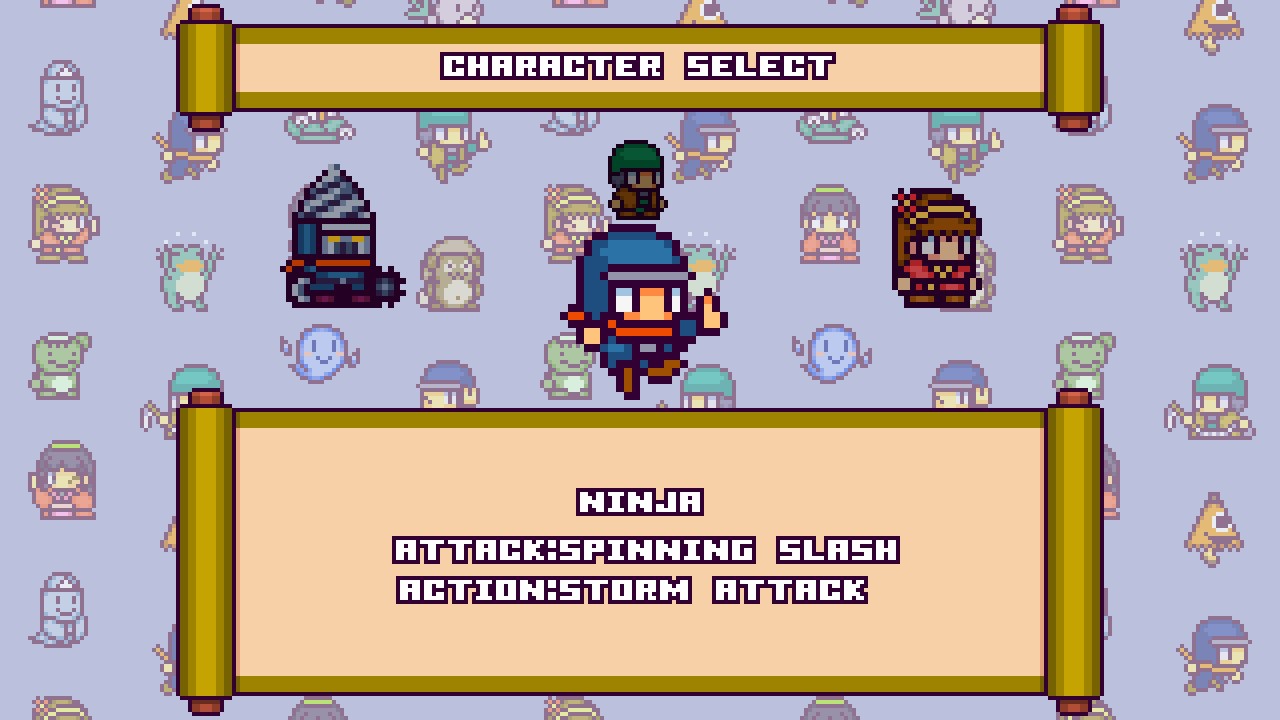 CHARACTER SELECT
NINJA
ATTACK:SPINNING SLASH
ACTION:STORM ATTACK